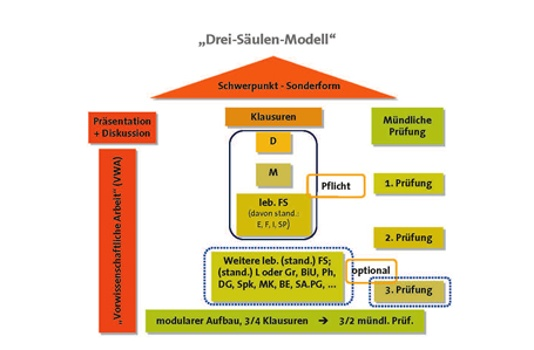 „Drei-Säulen-Modell“
Schwerpunkt - Sonderform
Präsentation
+ Diskussion
„Vorwissenschaftliche Arbeit“ (VWA)
Klausuren
D
M
leb. FS
(davon stand.:
E, F, I, SP)
Pflicht
Weitere leb. (stand.) FS;
(stand.) L oder Gr, BiU, Ph,
DG, Spk, MK, BE, SA.PG, ...
optional
Mündliche
Prüfung
1. Prüfung
2. Prüfung
3. Prüfung
modularer Aufbau, 3/4 Klausuren → 3/2 mündl. Prüf.